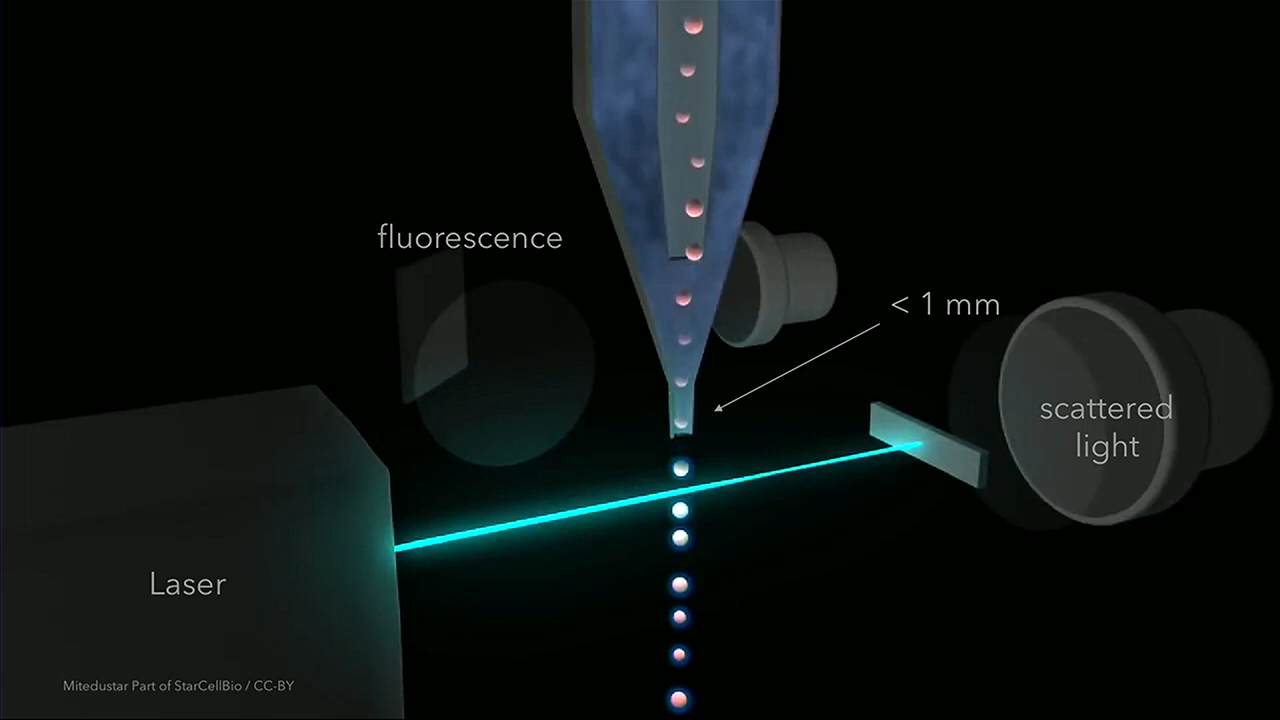 fluorescence
< 1 mm
scattered
light
Laser
Mitedustar Part of StarCellBio / CC-BY